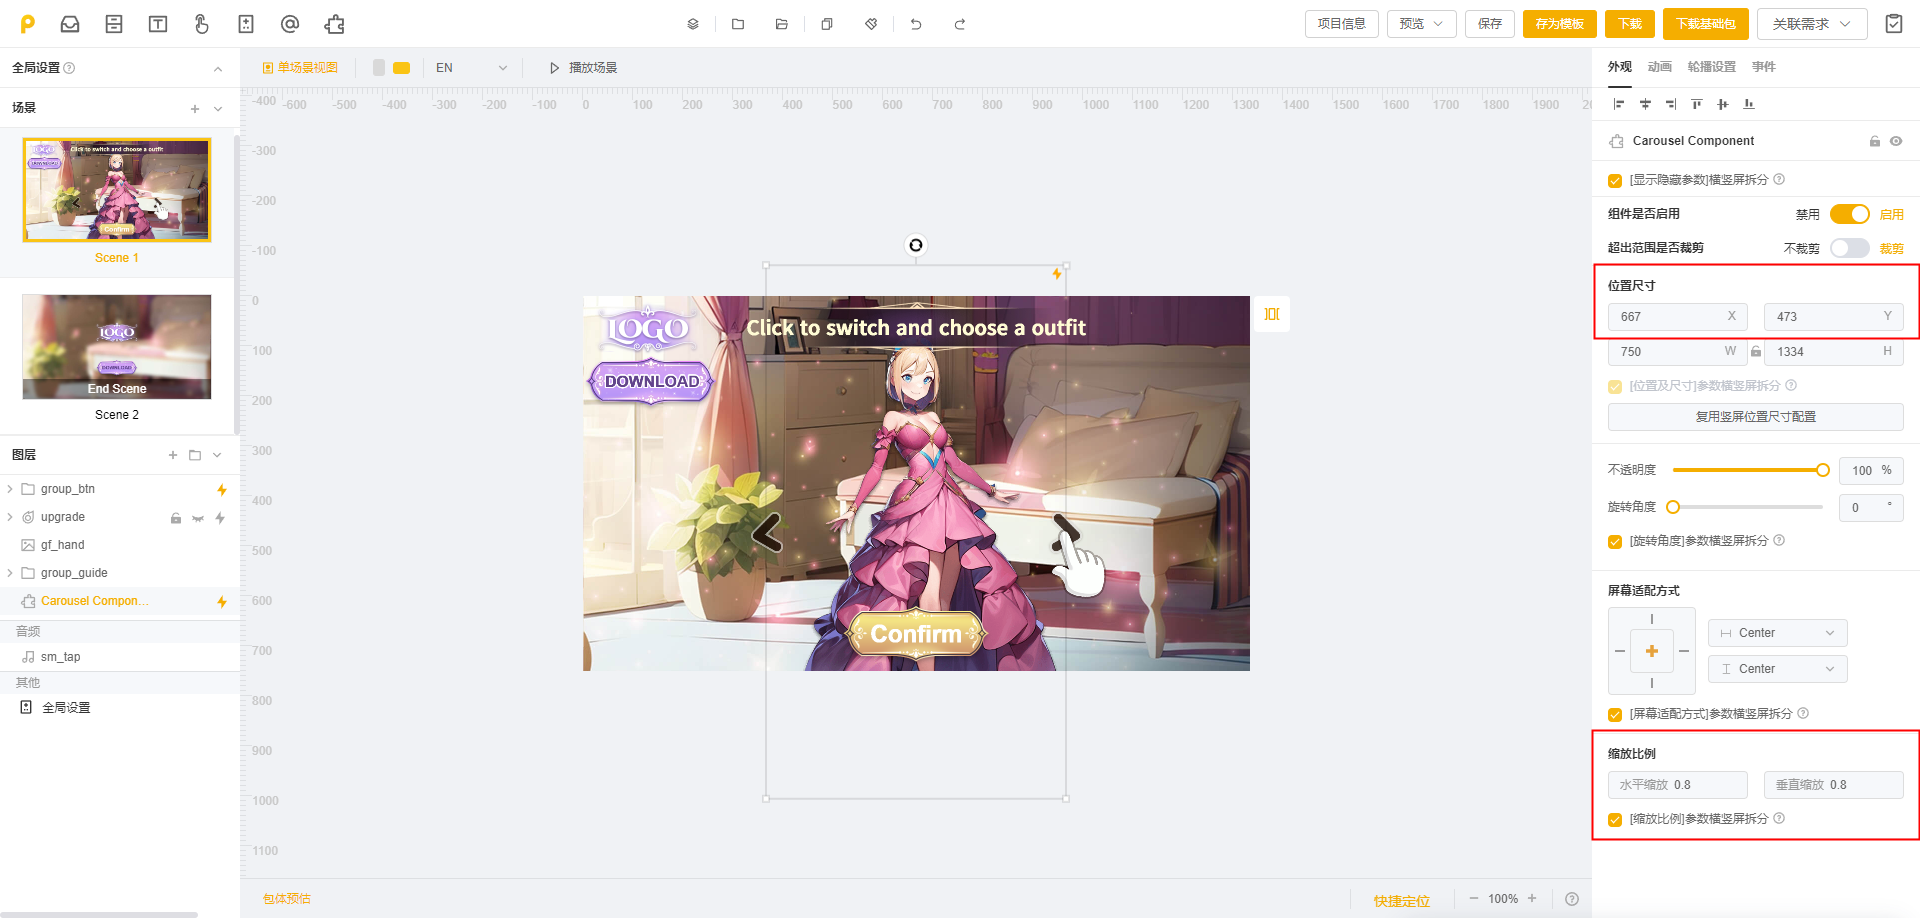 项目信息
预览
保存
存为模板
下载
下载基础包
关联需求
全局设置
单场景视图
EN
播放场景
外观 动画 轮播设置 事件
场景
-400 -600 -500 -400 -300 -200 -100 0 100 200 300 400 500 600 700 800 900 1000 1100 1200 1300 1400 1500 1600 1700 1800 1900
-300
-200
-100
0
100
200
300
400
500
600
700
800
900
1000
1100
LOGO
Click to switch and choose a outfit
DOWNLOAD
Confirm
Scene 1
LOGO
DOWNLOAD
End Scene
Scene 2
图层
group_btn
upgrade
gf_hand
group_guide
Carousel Compon...
音频
sm_tap
其他
全局设置
LOGO
Click to switch and choose a outfit
DOWNLOAD
Confirm
包体预估
快捷定位
100%
Carousel Component
[显示隐藏参数]横竖屏拆分
组件是否启用 禁用 启用
超出范围是否裁剪 不裁剪 裁剪
位置尺寸
667 X 473 Y
750 W 1334 H
[位置及尺寸]参数横竖屏拆分
复用竖屏位置尺寸配置
不透明度 100 %
旋转角度 0 °
[旋转角度]参数横竖屏拆分
屏幕适配方式
Center
Center
[屏幕适配方式]参数横竖屏拆分
缩放比例
水平缩放 0.8 垂直缩放 0.8
[缩放比例]参数横竖屏拆分